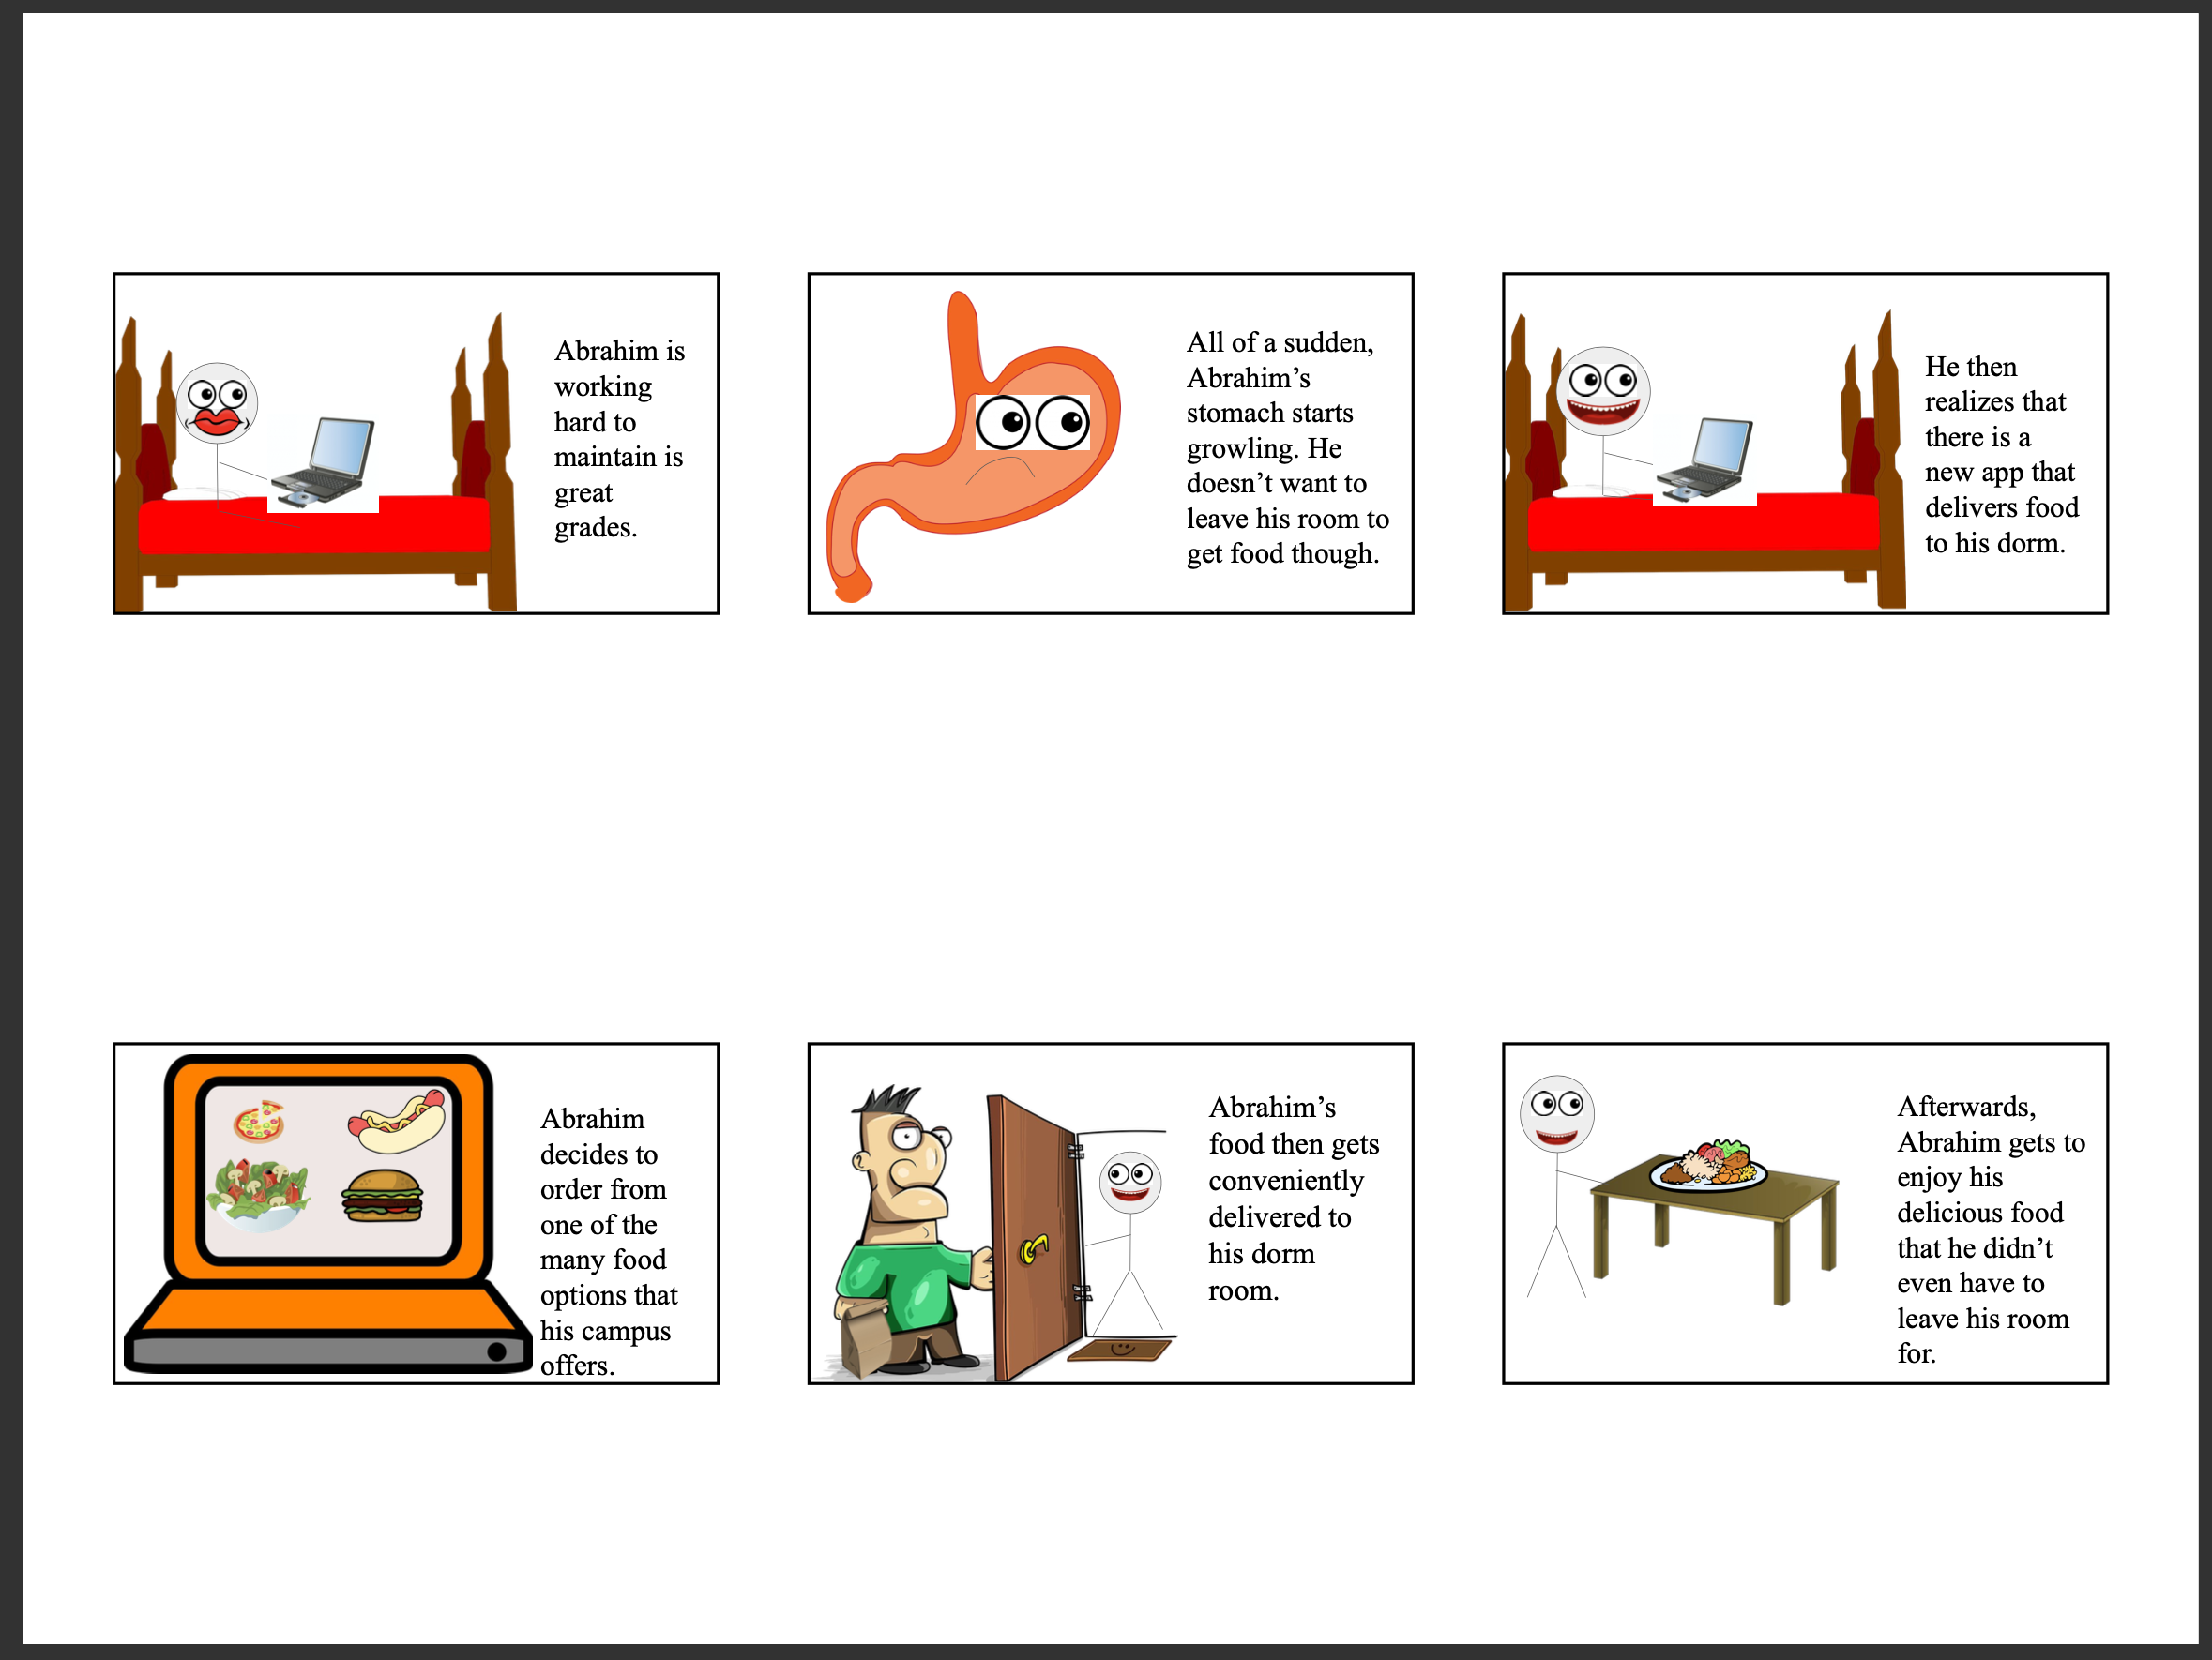 Abrahim is
working
hard to
maintain is
great
grades.
All of a sudden,
Abrahim’s
stomach starts
growling. He
doesn’t want to
leave his room to
get food though.
He then
realizes that
there is a
new app that
delivers food
to his dorm.
Abrahim
decides to
order from
one of the
many food
options that
his campus
offers.
Abrahim’s
food then gets
conveniently
delivered to
his dorm
room.
Afterwards,
Abrahim gets to
enjoy his
delicious food
that he didn’t
even have to
leave his room
for.